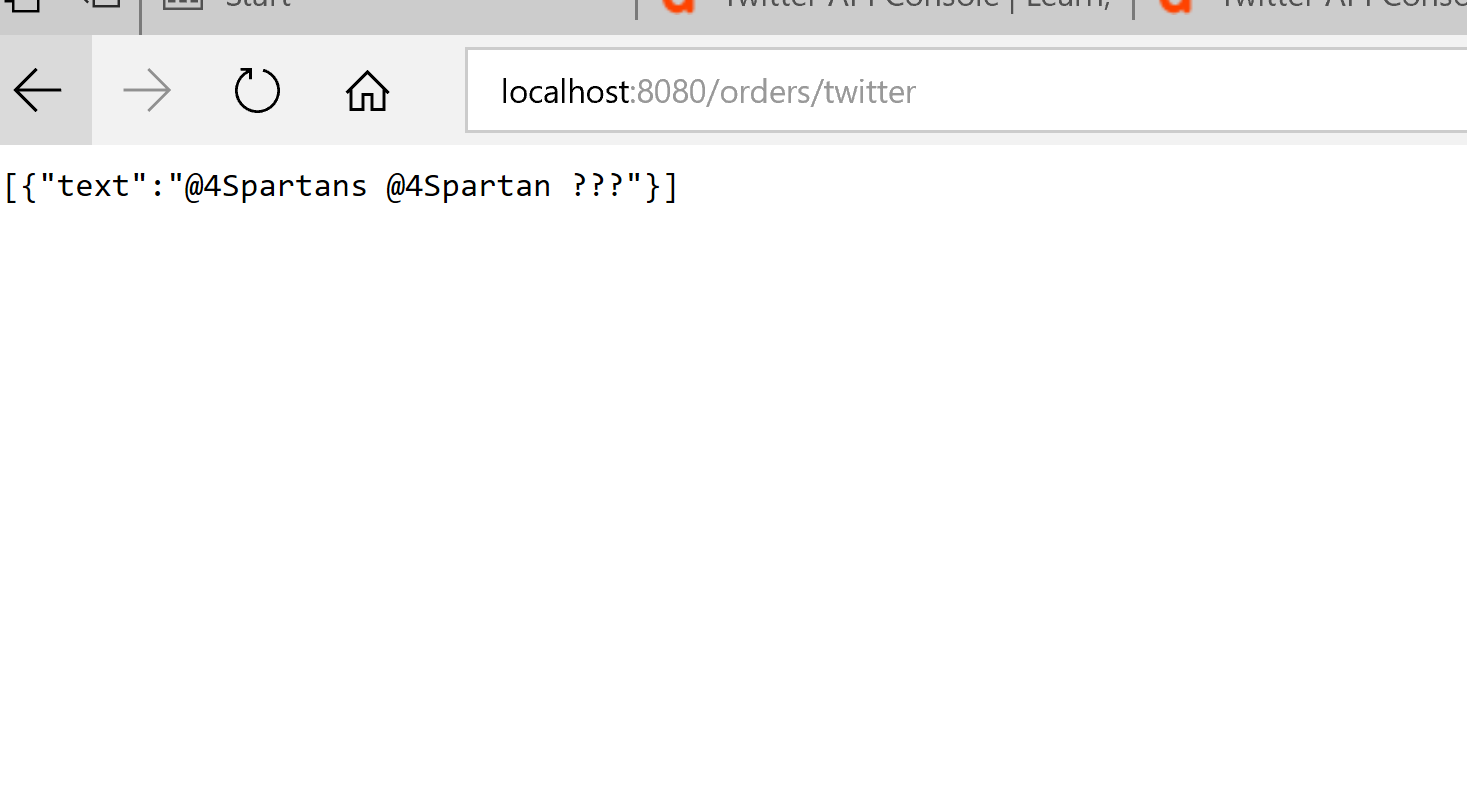 Start
Twitter API Console | Learn,
Twitter API Conso
localhost:8080/orders/twitter
[{"text":"@4Spartans @4Spartan ???"}]